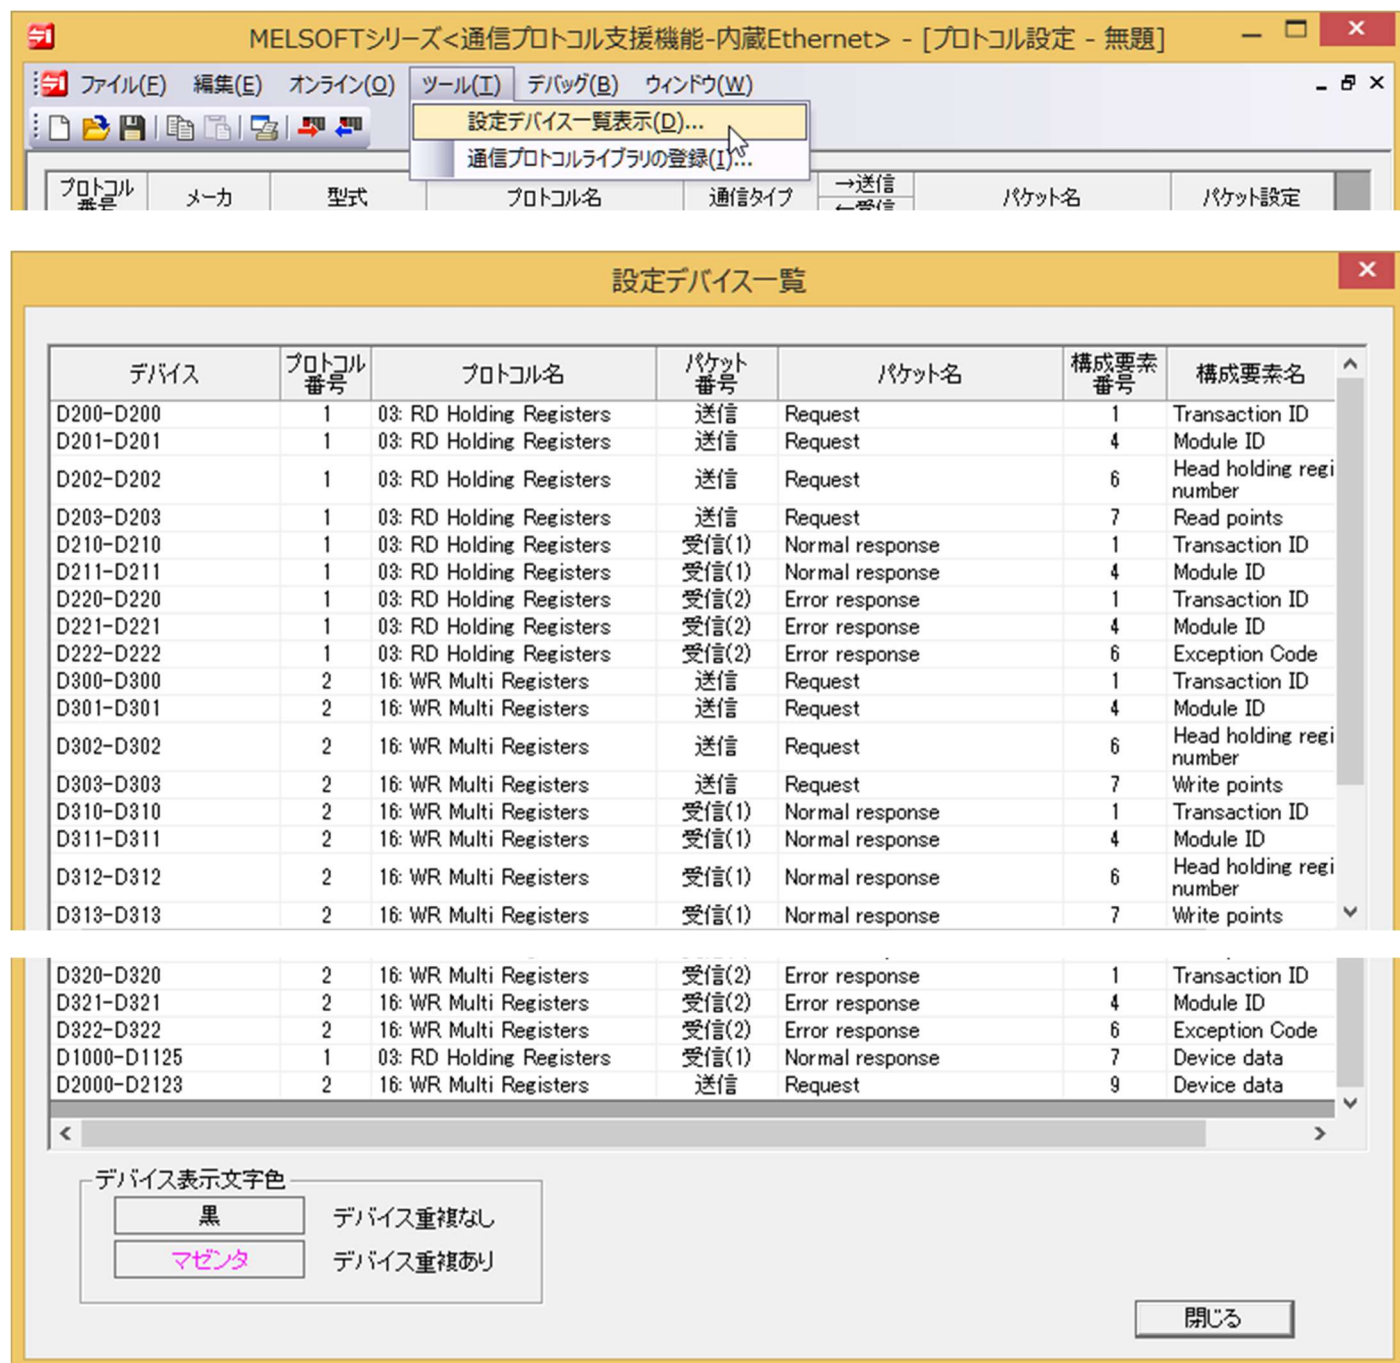 MELSOFTシリーズ<通信プロトコル支援機能-内蔵Ethernet> - [プロトコル設定 - 無題]
ファイル(F) 編集(E) オンライン(O) ツール(T) デバッグ(B) ウィンドウ(W)
設定デバイス一覧表示(D)...
通信プロトコルライブラリの登録(I)...
プロトコル番号 メーカ 型式 プロトコル名 通信タイプ →送信 ←受信 パケット名 パケット設定
設定デバイス一覧
デバイス プロトコル番号 プロトコル名 パケット番号 パケット名 構成要素番号 構成要素名
D200-D200 1 03: RD Holding Registers 送信 Request 1 Transaction ID
D201-D201 1 03: RD Holding Registers 送信 Request 4 Module ID
D202-D202 1 03: RD Holding Registers 送信 Request 6 Head holding regi number
D203-D203 1 03: RD Holding Registers 送信 Request 7 Read points
D210-D210 1 03: RD Holding Registers 受信(1) Normal response 1 Transaction ID
D211-D211 1 03: RD Holding Registers 受信(1) Normal response 4 Module ID
D220-D220 1 03: RD Holding Registers 受信(2) Error response 1 Transaction ID
D221-D221 1 03: RD Holding Registers 受信(2) Error response 4 Module ID
D222-D222 1 03: RD Holding Registers 受信(2) Error response 6 Exception Code
D300-D300 2 16: WR Multi Registers 送信 Request 1 Transaction ID
D301-D301 2 16: WR Multi Registers 送信 Request 4 Module ID
D302-D302 2 16: WR Multi Registers 送信 Request 6 Head holding regi number
D303-D303 2 16: WR Multi Registers 送信 Request 7 Write points
D310-D310 2 16: WR Multi Registers 受信(1) Normal response 1 Transaction ID
D311-D311 2 16: WR Multi Registers 受信(1) Normal response 4 Module ID
D312-D312 2 16: WR Multi Registers 受信(1) Normal response 6 Head holding regi number
D313-D313 2 16: WR Multi Registers 受信(1) Normal response 7 Write points
D320-D320 2 16: WR Multi Registers 受信(2) Error response 1 Transaction ID
D321-D321 2 16: WR Multi Registers 受信(2) Error response 4 Module ID
D322-D322 2 16: WR Multi Registers 受信(2) Error response 6 Exception Code
D1000-D1125 1 03: RD Holding Registers 受信(1) Normal response 7 Device data
D2000-D2123 2 16: WR Multi Registers 送信 Request 9 Device data
デバイス表示文字色
黒 デバイス重複なし
マゼンタ デバイス重複あり
閉じる